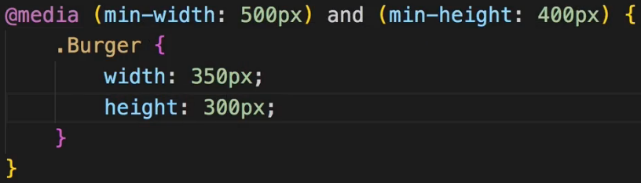 @media (min-width: 500px) and (min-height: 400px) {
    .Burger {
        width: 350px;
        height: 300px;
    }
}